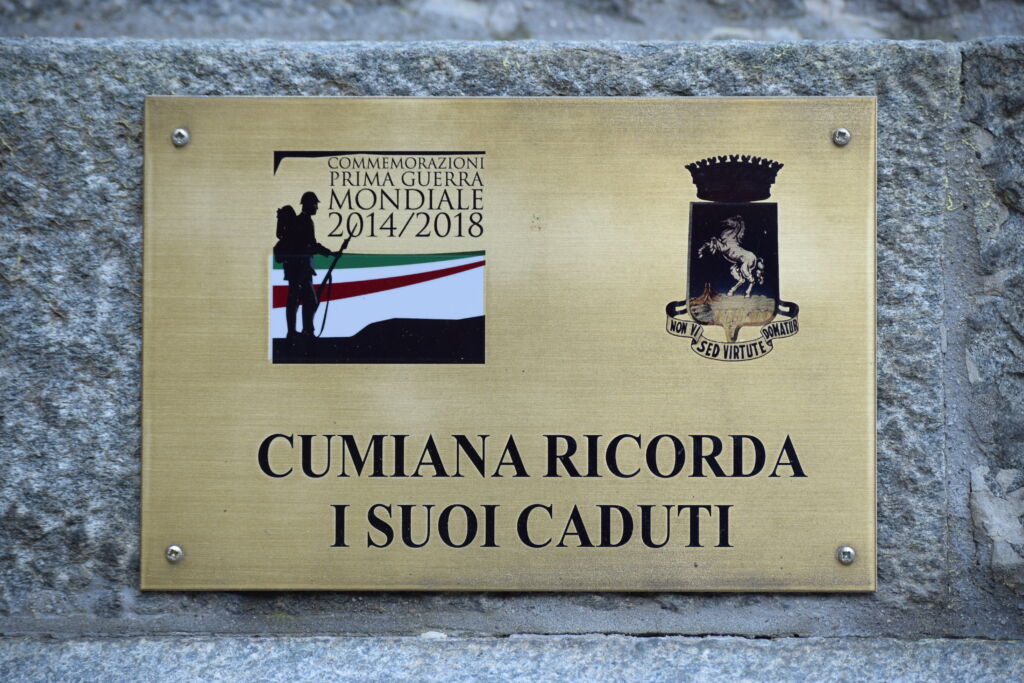 COMMEMORAZIONI
PRIMA GUERRA
MONDIALE
2014/2018
NON VI
SED VIRTUTE
DOMATUR
CUMIANA RICORDA
I SUOI CADUTI